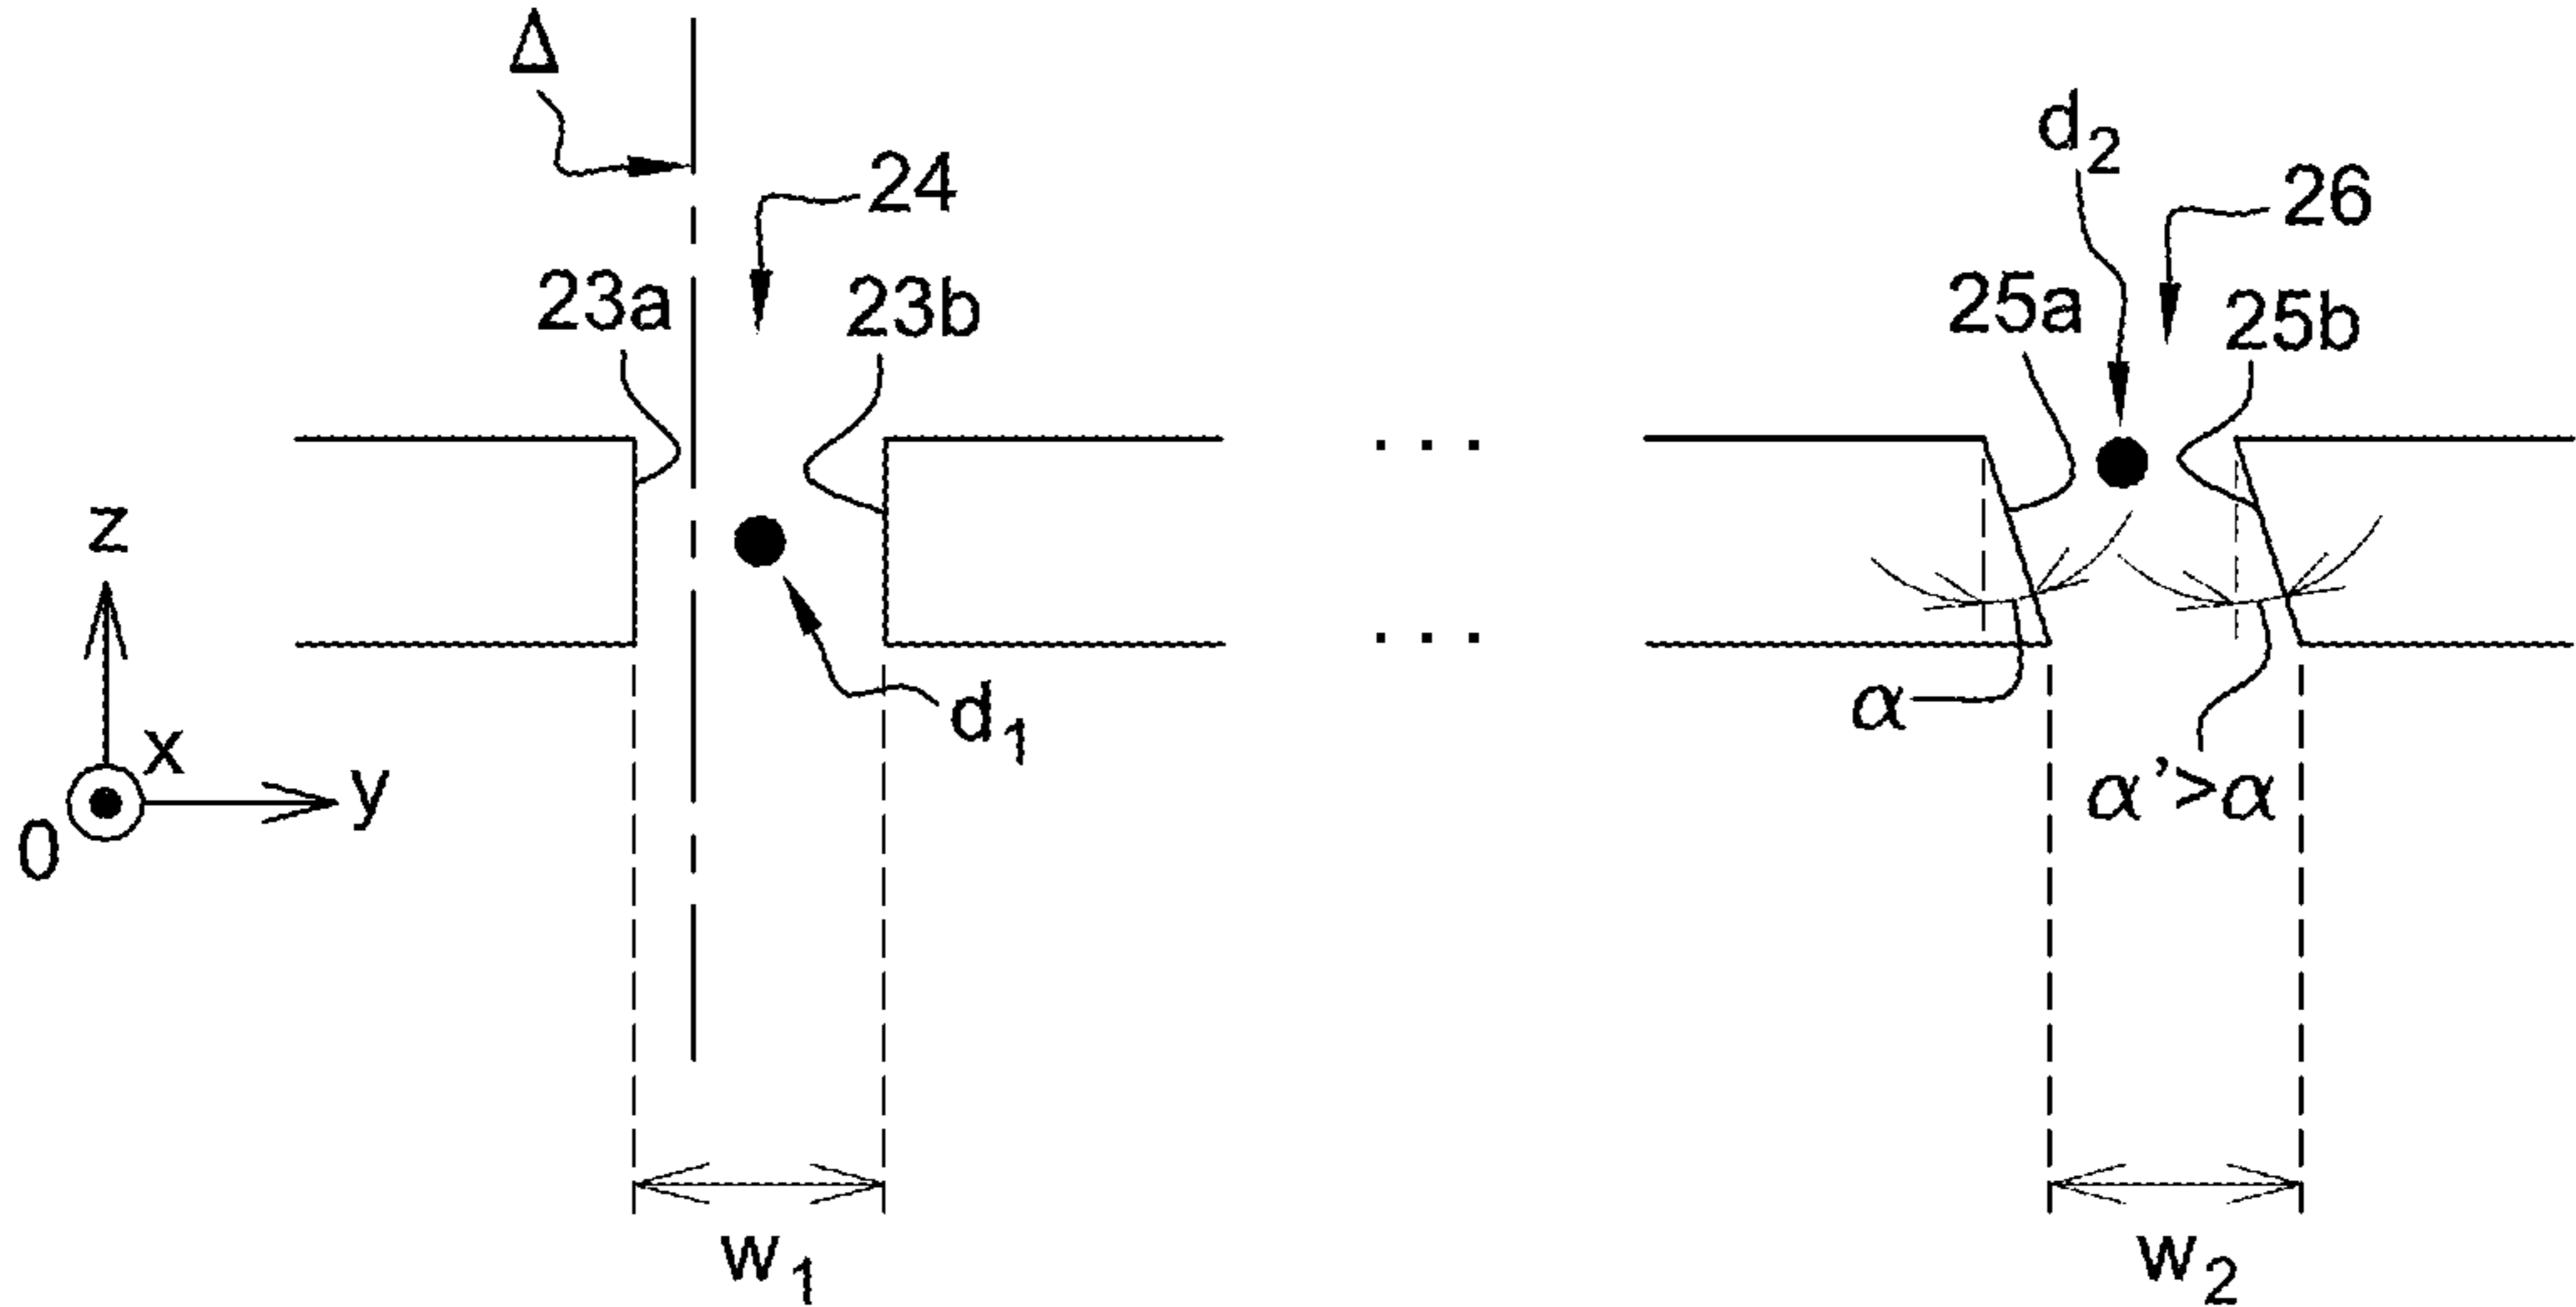 Δ
d₂
24
26
23a
23b
25a
25b
. . .
z
. . .
d₁
α
x
y
α’>α
0
w₁
w₂